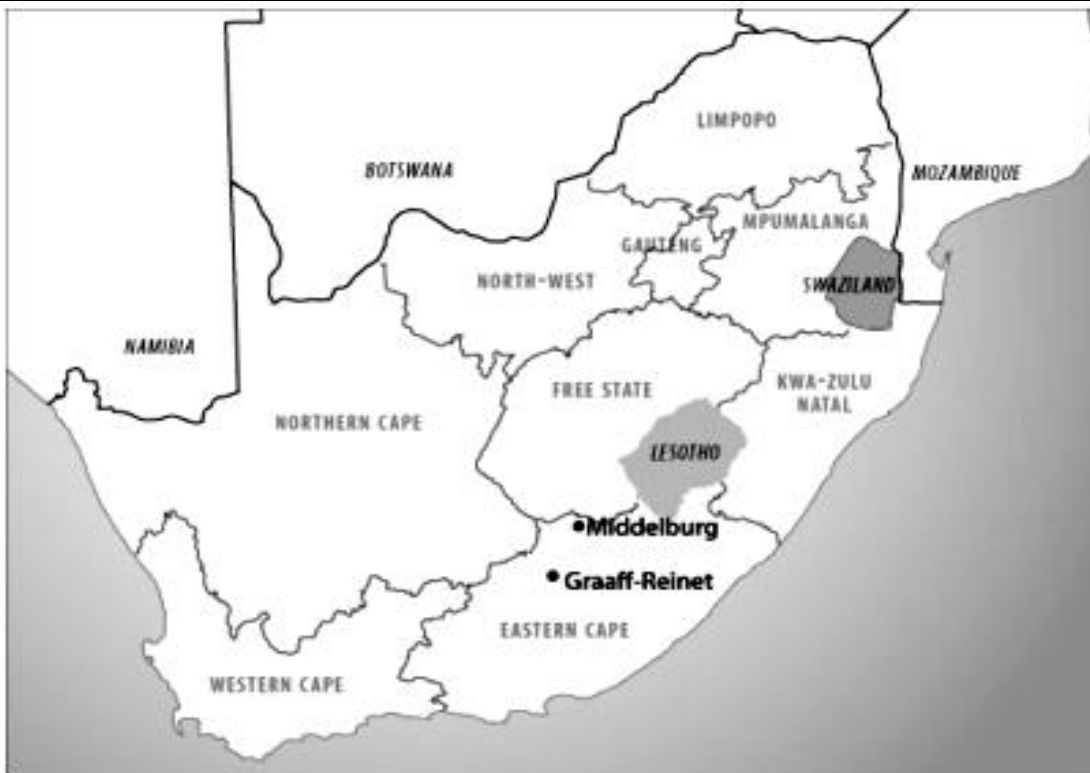 LIMPOPO
BOTSWANA
MOZAMBIQUE
MPUMALANGA
GAUTENG
NORTH-WEST
SWAZILAND
NAMIBIA
FREE STATE
KWA-ZULU
NATAL
NORTHERN CAPE
LESOTHO
Middelburg
Graaff-Reinet
EASTERN CAPE
WESTERN CAPE